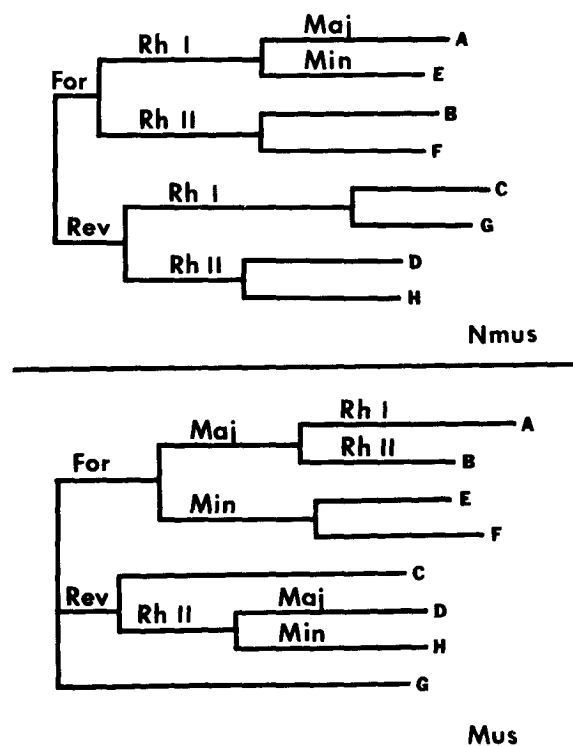 Maj A
Rh I
Min E
For
Rh II B
F
Rh I C
G
Rev
Rh II D
H
Nmus
Rh I A
Maj
Rh II B
For
Min E
F
C
Rev
Maj D
Rh II
Min H
G
Mus